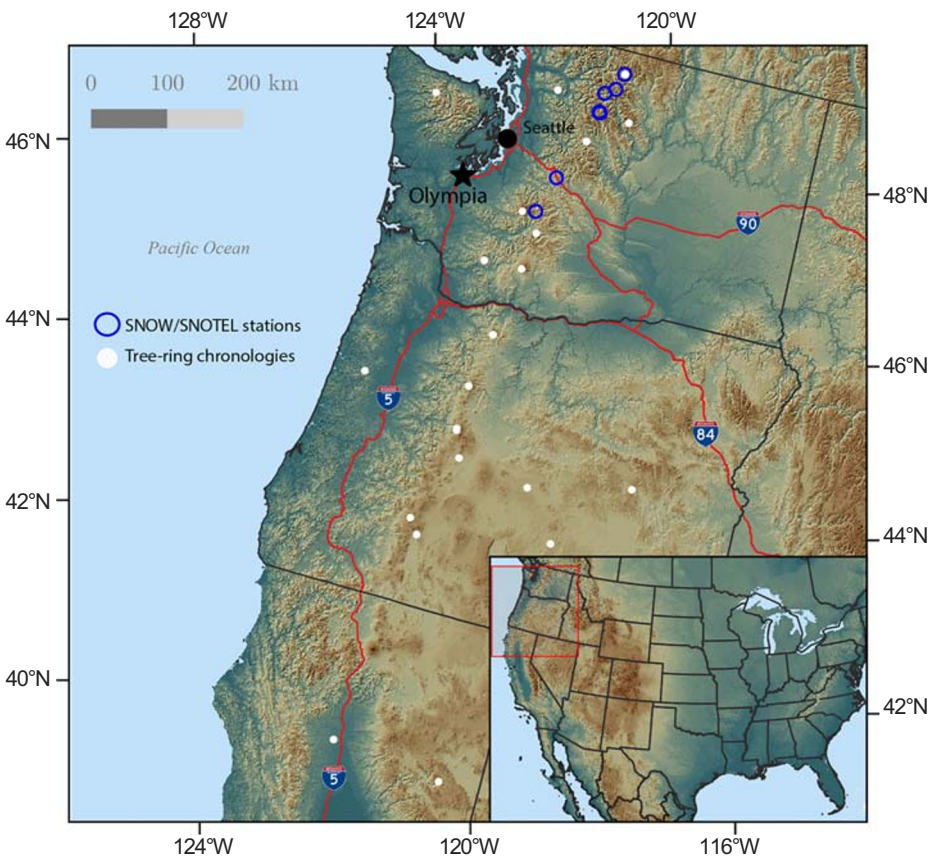 128°W 124°W 120°W
0 100 200 km
46°N
Seattle
Olympia
48°N
90
Pacific Ocean
SNOW/SNOTEL stations
44°N
Tree-ring chronologies
46°N
5
84
42°N
44°N
40°N
42°N
5
124°W 120°W 116°W